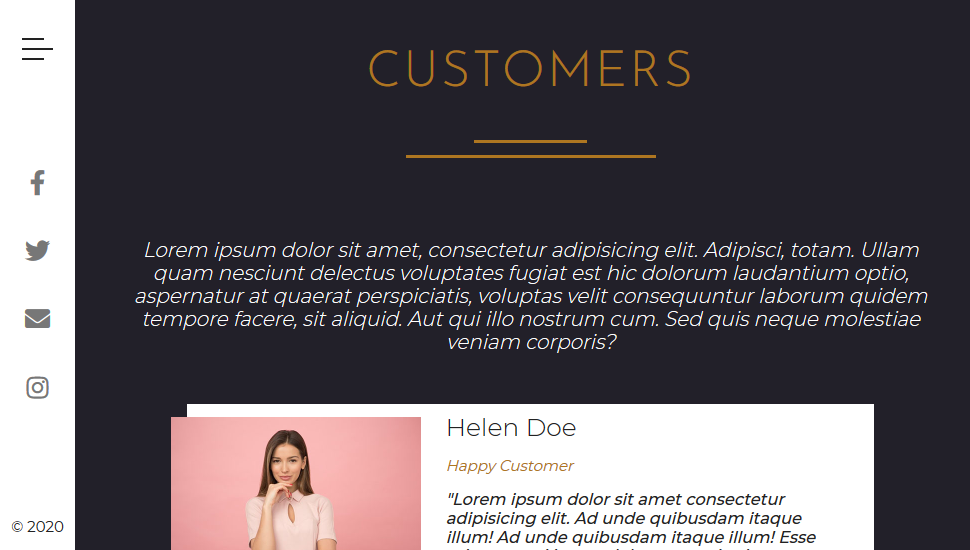 CUSTOMERS
Lorem ipsum dolor sit amet, consectetur adipisicing elit. Adipisci, totam. Ullam
quam nesciunt delectus voluptates fugiat est hic dolorum laudantium optio,
aspernatur at quaerat perspiciatis, voluptas velit consequuntur laborum quidem
tempore facere, sit aliquid. Aut qui illo nostrum cum. Sed quis neque molestiae
veniam corporis?
Helen Doe
Happy Customer
"Lorem ipsum dolor sit amet consectetur
adipisicing elit. Ad unde quibusdam itaque
illum! Ad unde quibusdam itaque illum! Esse
© 2020